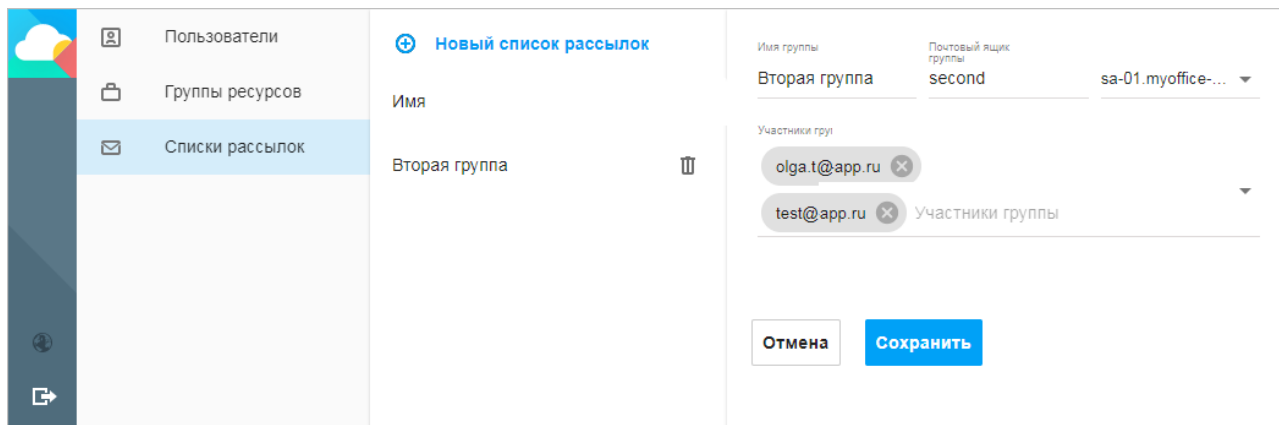 Пользователи
Группы ресурсов
Списки рассылок
Новый список рассылок
Имя
Вторая группа
Имя группы
Вторая группа
Почтовый ящик
группы
second
sa-01.myoffice-...
Участники груг
olga.t@app.ru
test@app.ru
Участники группы
Отмена
Сохранить